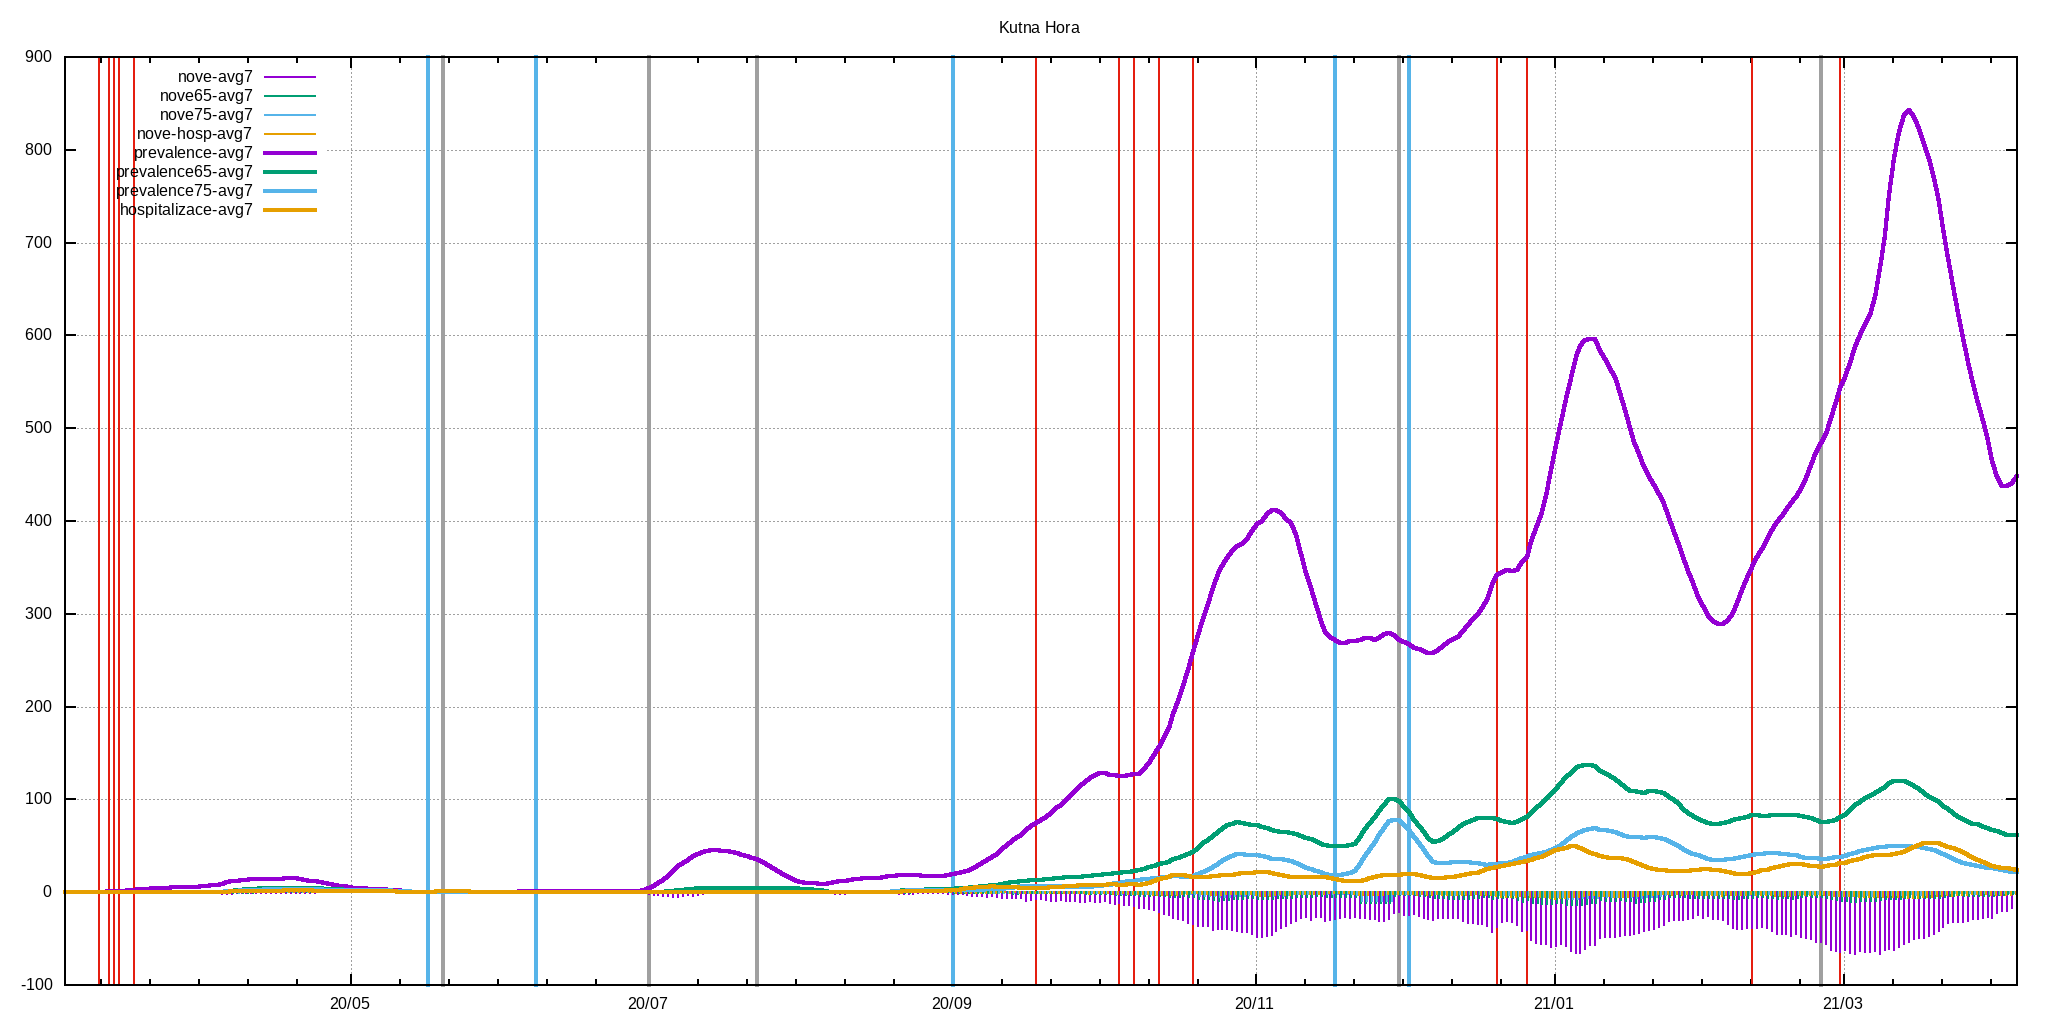 Kutna Hora
900
800
700
600
500
400
300
200
100
0
-100
nove-avg7
nove65-avg7
nove75-avg7
nove-hosp-avg7
prevalence-avg7
prevalence65-avg7
prevalence75-avg7
hospitalizace-avg7
20/05
20/07
20/09
20/11
21/01
21/03